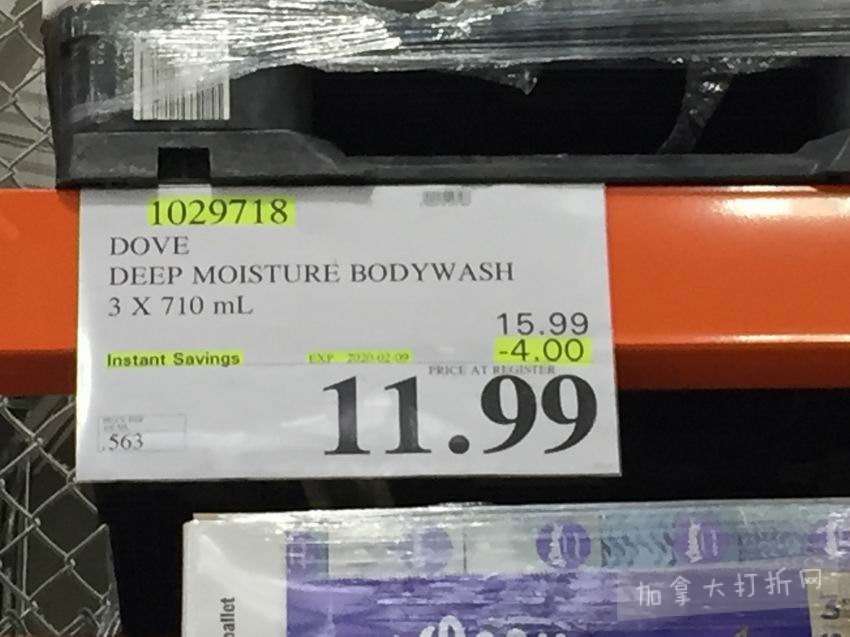 1029718
DOVE
DEEP MOISTURE BODYWASH
3 X 710 mL
15.99
Instant Savings EXP 2020-02-09 -4.00
PRICE AT REGISTER
11.99
.563
加拿大打折网
pallet